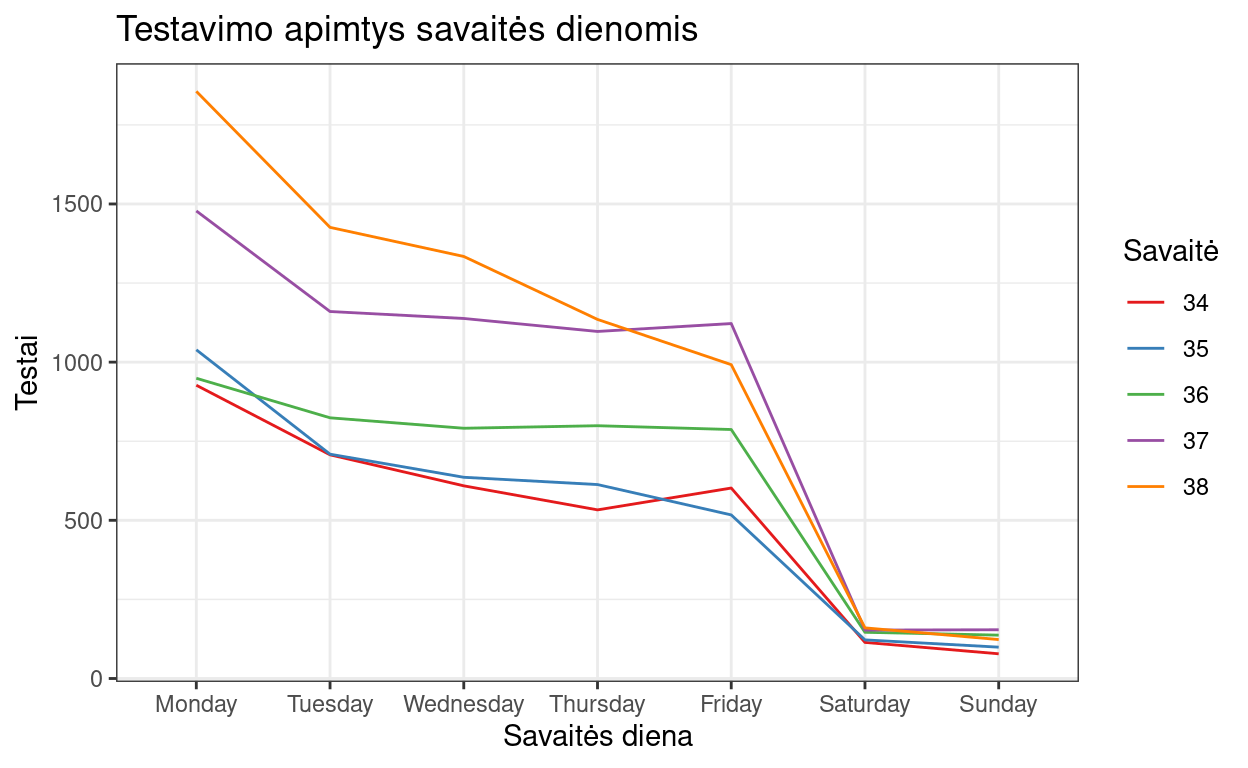 Testavimo apimtys savaitės dienomis
Testai
1500
1000
500
0
Monday Tuesday Wednesday Thursday Friday Saturday Sunday
Savaitės diena
Savaitė
34
35
36
37
38